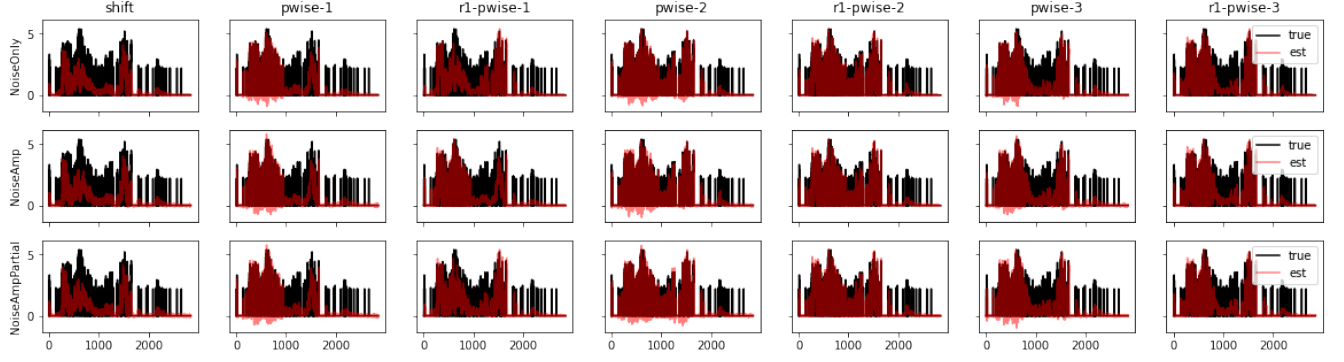 shift pwise-1 r1-pwise-1 pwise-2 r1-pwise-2 pwise-3 r1-pwise-3
NoiseOnly
5
0
true
est
NoiseAmp
5
0
true
est
NoiseAmpPartial
5
0
true
est
0 1000 2000 0 1000 2000 0 1000 2000 0 1000 2000 0 1000 2000 0 1000 2000 0 1000 2000